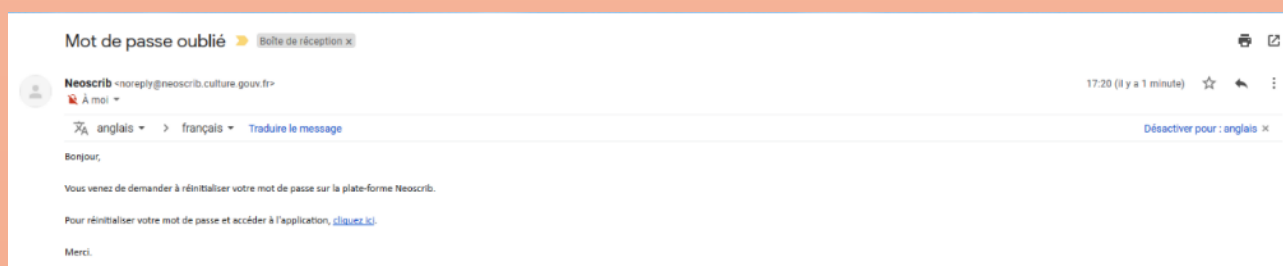 Mot de passe oublié Boîte de réception x
Neoscrib <noreply@neoscrib.culture.gouv.fr> 17:20 (il y a 1 minute)
À moi
anglais > français Traduire le message Désactiver pour : anglais x
Bonjour,
Vous venez de demander à réinitialiser votre mot de passe sur la plate-forme Neoscrib.
Pour réinitialiser votre mot de passe et accéder à l'application, cliquez ici.
Merci.